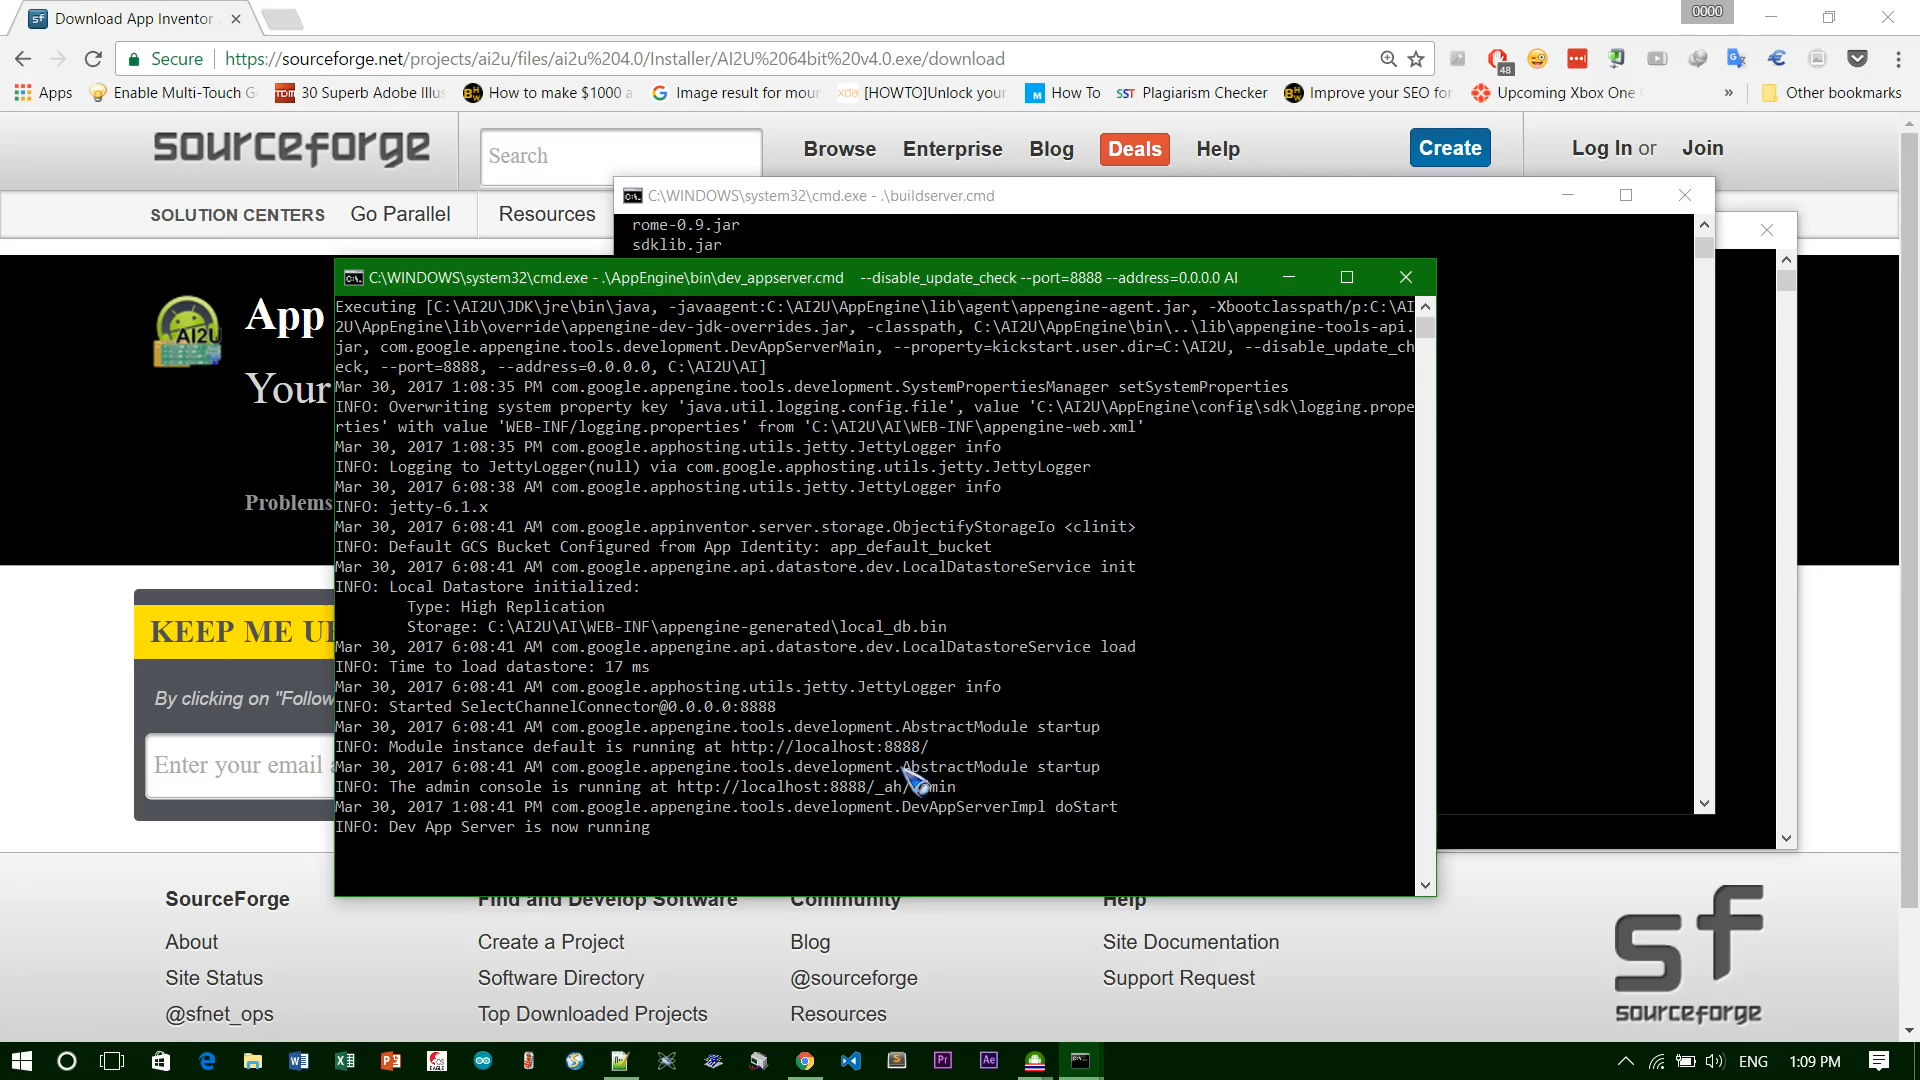 Download App Inventor
0000
Secure
https://sourceforge.net/projects/ai2u/files/ai2u%204.0/Installer/AI2U%2064bit%20v4.0.exe/download
48
Apps
Enable Multi-Touch G
30 Superb Adobe Illus
How to make $1000 a
Image result for mour
[HOWTO]Unlock your
How To
Plagiarism Checker
Improve your SEO for
Upcoming Xbox One
»
Other bookmarks
sourceforge
Search
Browse
Enterprise
Blog
Deals
Help
Create
Log In or
Join
SOLUTION CENTERS
Go Parallel
Resources
C:\WINDOWS\system32\cmd.exe - .\buildserver.cmd
rome-0.9.jar
sdklib.jar
C:\WINDOWS\system32\cmd.exe - .\AppEngine\bin\dev_appserver.cmd --disable_update_check --port=8888 --address=0.0.0.0 AI
Executing [C:\AI2U\JDK\jre\bin\java, -javaagent:C:\AI2U\AppEngine\lib\agent\appengine-agent.jar, -Xbootclasspath/p:C:\AI
2U\AppEngine\lib\override\appengine-dev-jdk-overrides.jar, -classpath, C:\AI2U\AppEngine\bin\..\lib\appengine-tools-api.
jar, com.google.appengine.tools.development.DevAppServerMain, --property=kickstart.user.dir=C:\AI2U, --disable_update_ch
eck, --port=8888, --address=0.0.0.0, C:\AI2U\AI]
Mar 30, 2017 1:08:35 PM com.google.appengine.tools.development.SystemPropertiesManager setSystemProperties
INFO: Overwriting system property key 'java.util.logging.config.file', value 'C:\AI2U\AppEngine\config\sdk\logging.prope
rties' with value 'WEB-INF/logging.properties' from 'C:\AI2U\AI\WEB-INF\appengine-web.xml'
Mar 30, 2017 1:08:35 PM com.google.apphosting.utils.jetty.JettyLogger info
INFO: Logging to JettyLogger(null) via com.google.apphosting.utils.jetty.JettyLogger
Mar 30, 2017 6:08:38 AM com.google.apphosting.utils.jetty.JettyLogger info
INFO: jetty-6.1.x
Mar 30, 2017 6:08:41 AM com.google.appinventor.server.storage.ObjectifyStorageIo <clinit>
INFO: Default GCS Bucket Configured from App Identity: app_default_bucket
Mar 30, 2017 6:08:41 AM com.google.appengine.api.datastore.dev.LocalDatastoreService init
INFO: Local Datastore initialized:
Type: High Replication
Storage: C:\AI2U\AI\WEB-INF\appengine-generated\local_db.bin
Mar 30, 2017 6:08:41 AM com.google.appengine.api.datastore.dev.LocalDatastoreService load
INFO: Time to load datastore: 17 ms
Mar 30, 2017 6:08:41 AM com.google.apphosting.utils.jetty.JettyLogger info
INFO: Started SelectChannelConnector@0.0.0.0:8888
Mar 30, 2017 6:08:41 AM com.google.appengine.tools.development.AbstractModule startup
INFO: Module instance default is running at http://localhost:8888/
Mar 30, 2017 6:08:41 AM com.google.appengine.tools.development.AbstractModule startup
INFO: The admin console is running at http://localhost:8888/_ah/admin
Mar 30, 2017 1:08:41 PM com.google.appengine.tools.development.DevAppServerImpl doStart
INFO: Dev App Server is now running
AI2U
App
Your
Problems
KEEP ME UP
By clicking on "Follow
Enter your email a
SourceForge
About
Site Status
@sfnet_ops
Find and Develop Software
Create a Project
Software Directory
Top Downloaded Projects
Community
Blog
@sourceforge
Resources
Help
Site Documentation
Support Request
sf
sourceforge
ENG
1:09 PM